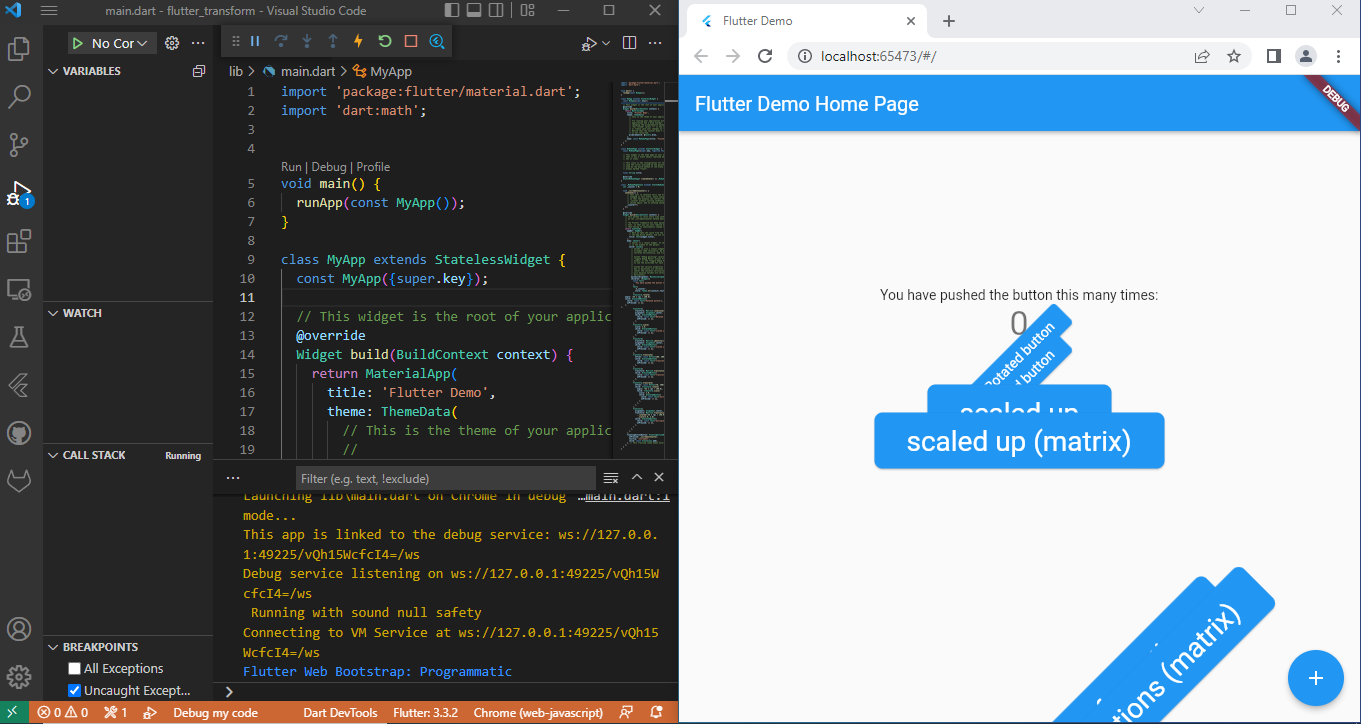 main.dart - flutter_transform - Visual Studio Code
No Cor
VARIABLES
WATCH
CALL STACK Running
BREAKPOINTS
All Exceptions
Uncaught Except...
1
lib > main.dart > MyApp
1 import 'package:flutter/material.dart';
2 import 'dart:math';
3
4
Run | Debug | Profile
5 void main() {
6 runApp(const MyApp());
7 }
8
9 class MyApp extends StatelessWidget {
10 const MyApp({super.key});
11
12 // This widget is the root of your applic
13 @override
14 Widget build(BuildContext context) {
15 return MaterialApp(
16 title: 'Flutter Demo',
17 theme: ThemeData(
18 // This is the theme of your applic
19 //
Filter (e.g. text, !exclude)
Launching lib\main.dart on Chrome in debug …main.dart:1
mode...
This app is linked to the debug service: ws://127.0.0.
1:49225/vQh15WcfcI4=/ws
Debug service listening on ws://127.0.0.1:49225/vQh15W
cfcI4=/ws
Running with sound null safety
Connecting to VM Service at ws://127.0.0.1:49225/vQh15
WcfcI4=/ws
Flutter Web Bootstrap: Programmatic
0 0 1 Debug my code Dart DevTools Flutter: 3.3.2 Chrome (web-javascript)
Flutter Demo
localhost:65473/#/
Flutter Demo Home Page
DEBUG
You have pushed the button this many times:
0
Rotated button
d button
scaled up
scaled up (matrix)
tions (matrix)